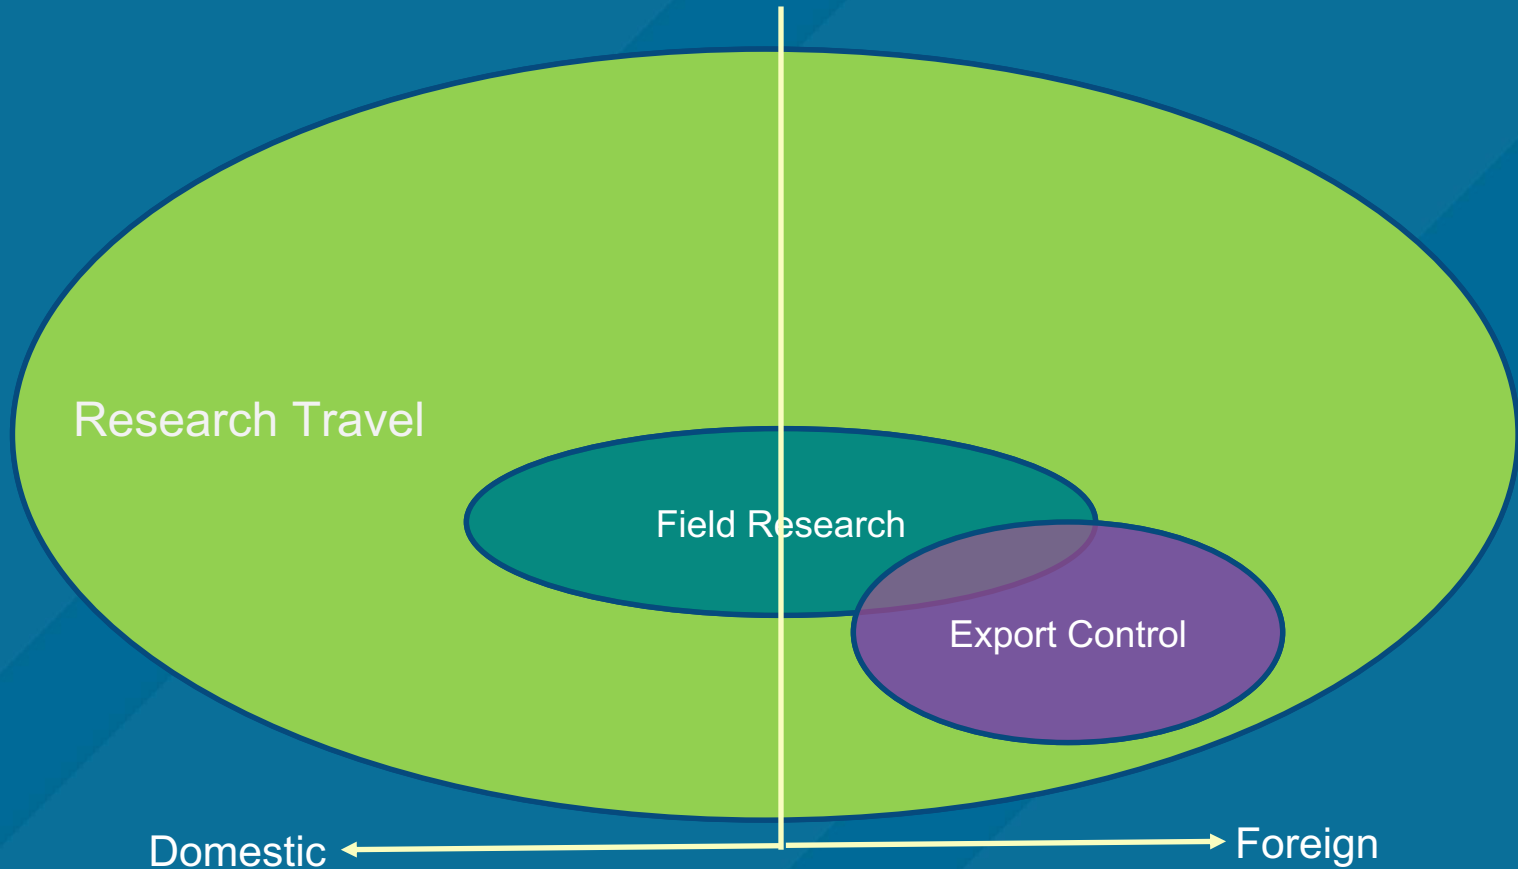 Research Travel
Field Research
Export Control
Domestic
Foreign